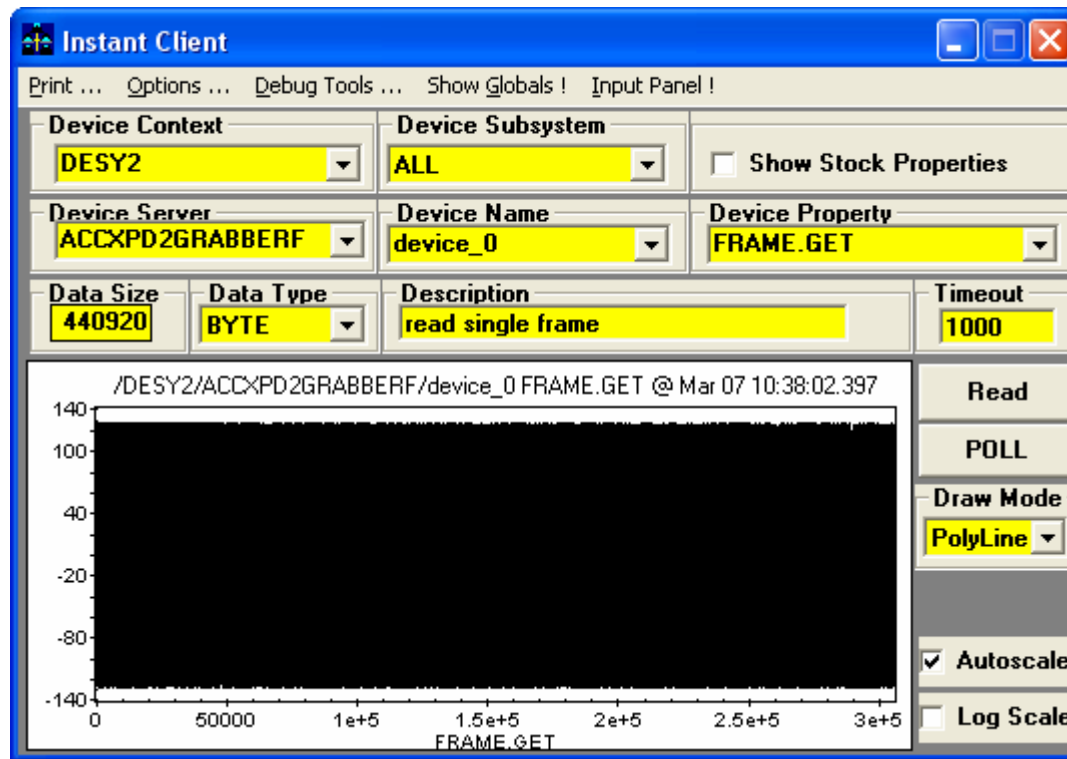 Instant Client
Print ... Options ... Debug Tools ... Show Globals ! Input Panel !
Device Context Device Subsystem
DESY2 ALL Show Stock Properties
Device Server Device Name Device Property
ACCXPD2GRABBERF device_0 FRAME.GET
Data Size Data Type Description Timeout
440920 BYTE read single frame 1000
/DESY2/ACCXPD2GRABBERF/device_0 FRAME.GET @ Mar 07 10:38:02.397
Read
140
100
POLL
Draw Mode
40
PolyLine
-20
-80
Autoscale
-140
0 50000 1e+5 1.5e+5 2e+5 2.5e+5 3e+5
Log Scale
FRAME.GET